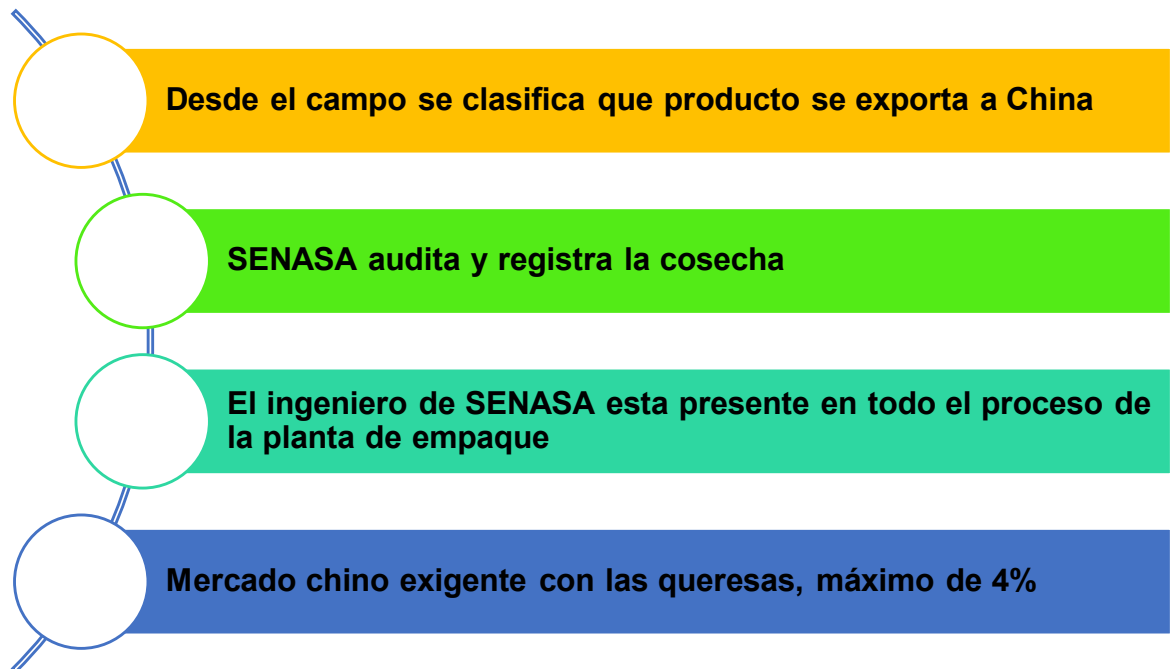 Desde el campo se clasifica que producto se exporta a China
SENASA audita y registra la cosecha
El ingeniero de SENASA esta presente en todo el proceso de
la planta de empaque
Mercado chino exigente con las queresas, máximo de 4%